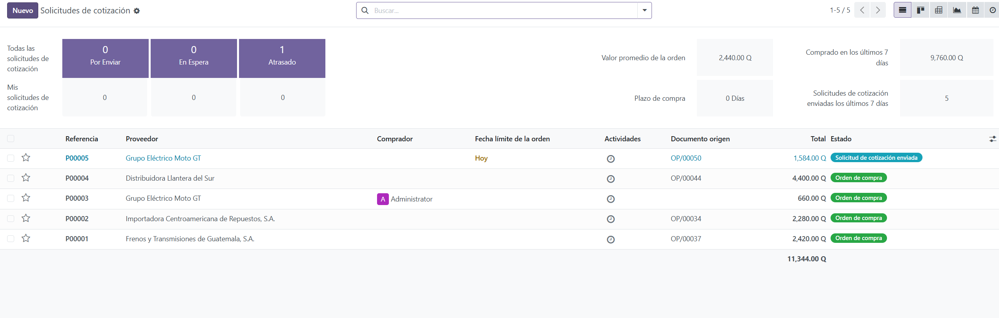 Nuevo Solicitudes de cotización
Buscar...
1-5 / 5
Todas las
solicitudes de
cotización
0
Por Enviar
0
En Espera
1
Atrasado
Mis
solicitudes de
cotización
0
0
0
Valor promedio de la orden
2,440.00 Q
Comprado en los últimos 7
días
9,760.00 Q
Plazo de compra
0 Días
Solicitudes de cotización
enviadas los últimos 7 días
5
Referencia Proveedor Comprador Fecha límite de la orden Actividades Documento origen Total Estado
P00005 Grupo Eléctrico Moto GT Hoy OP/00050 1,584.00 Q Solicitud de cotización enviada
P00004 Distribuidora Llantera del Sur OP/00044 4,400.00 Q Orden de compra
P00003 Grupo Eléctrico Moto GT A Administrator 660.00 Q Orden de compra
P00002 Importadora Centroamericana de Repuestos, S.A. OP/00034 2,280.00 Q Orden de compra
P00001 Frenos y Transmisiones de Guatemala, S.A. OP/00037 2,420.00 Q Orden de compra
11,344.00 Q